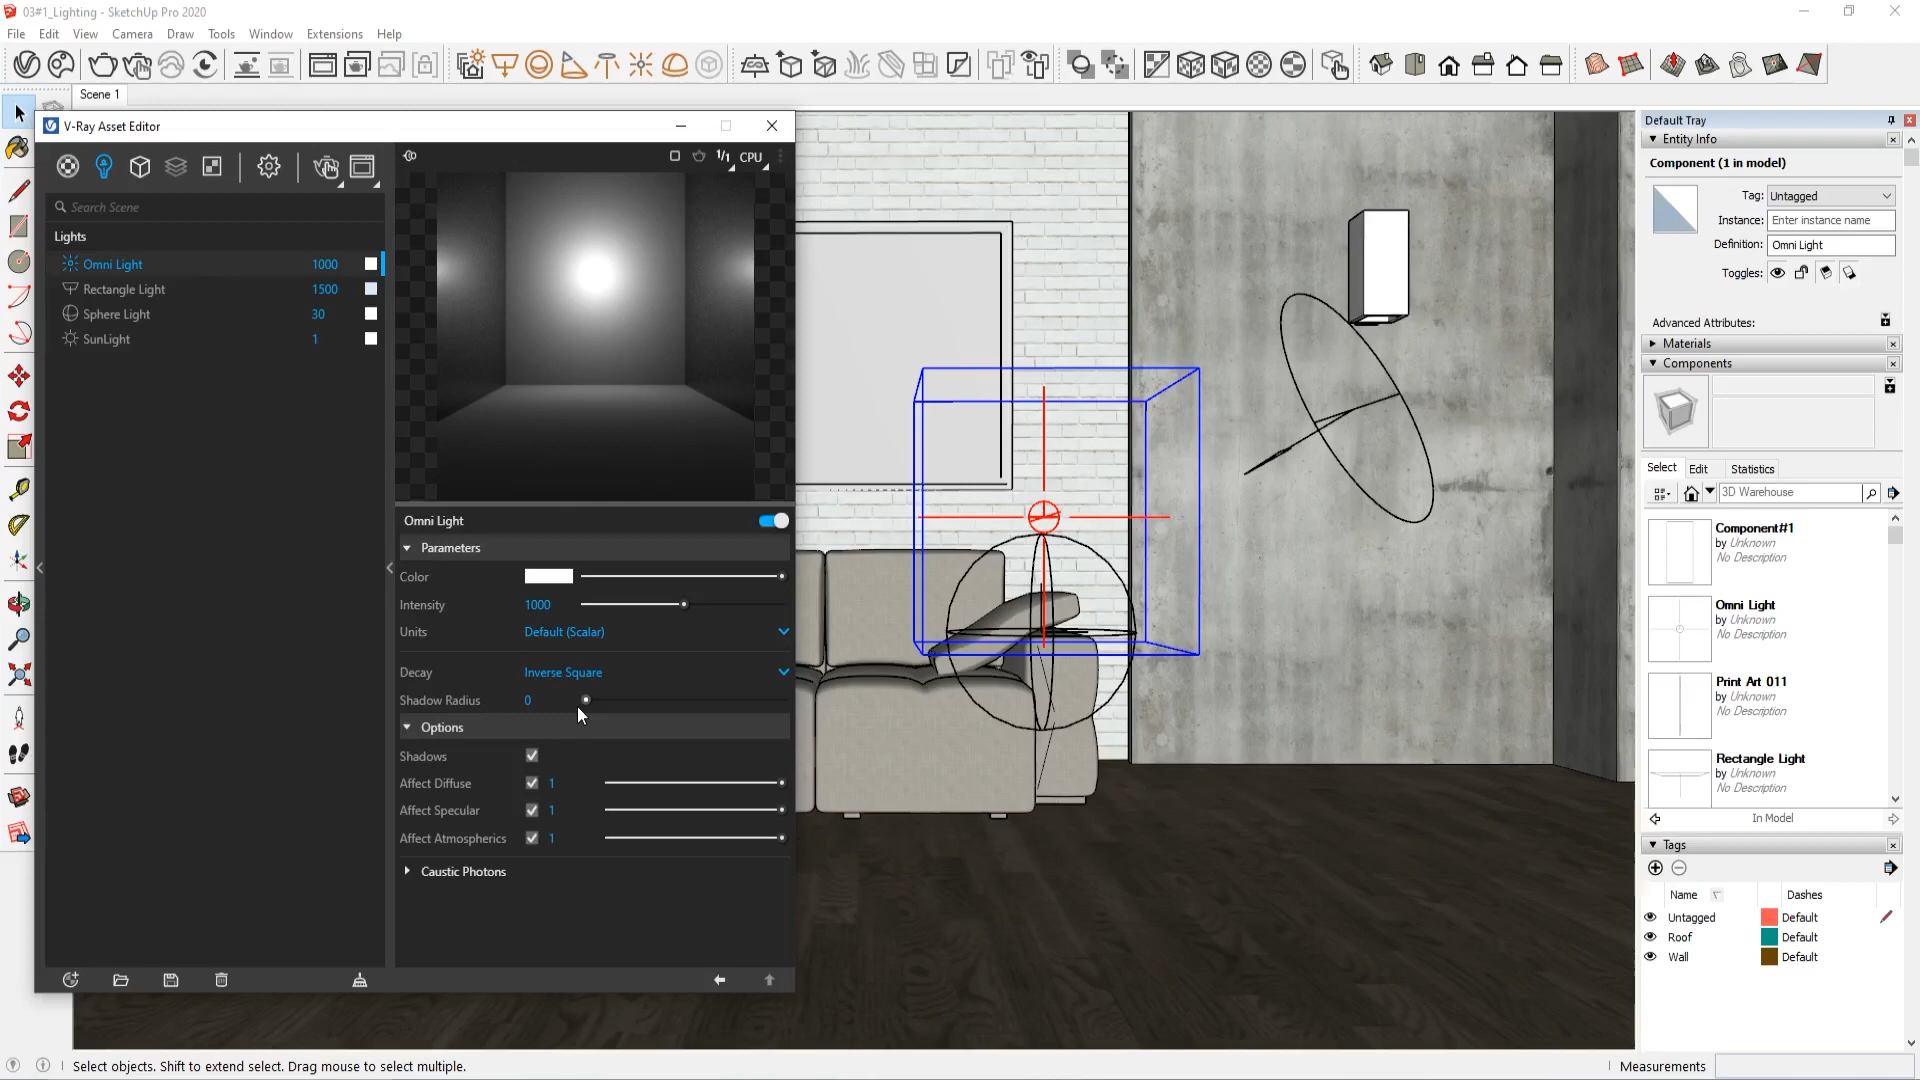 03#1_Lighting - SketchUp Pro 2020
File Edit View Camera Draw Tools Window Extensions Help
Scene 1
V-Ray Asset Editor
1/1 CPU
Search Scene
Lights
Omni Light 1000
Rectangle Light 1500
Sphere Light 30
SunLight 1
Omni Light
Parameters
Color
Intensity 1000
Units Default (Scalar)
Decay Inverse Square
Shadow Radius 0
Options
Shadows
Affect Diffuse 1
Affect Specular 1
Affect Atmospherics 1
Caustic Photons
Default Tray
Entity Info
Component (1 in model)
Tag: Untagged
Instance: Enter instance name
Definition: Omni Light
Toggles:
Advanced Attributes:
Materials
Components
Select Edit Statistics
3D Warehouse
Component#1
by Unknown
No Description
Omni Light
by Unknown
No Description
Print Art 011
by Unknown
No Description
Rectangle Light
by Unknown
No Description
In Model
Tags
Name Dashes
Untagged Default
Roof Default
Wall Default
Select objects. Shift to extend select. Drag mouse to select multiple.
Measurements